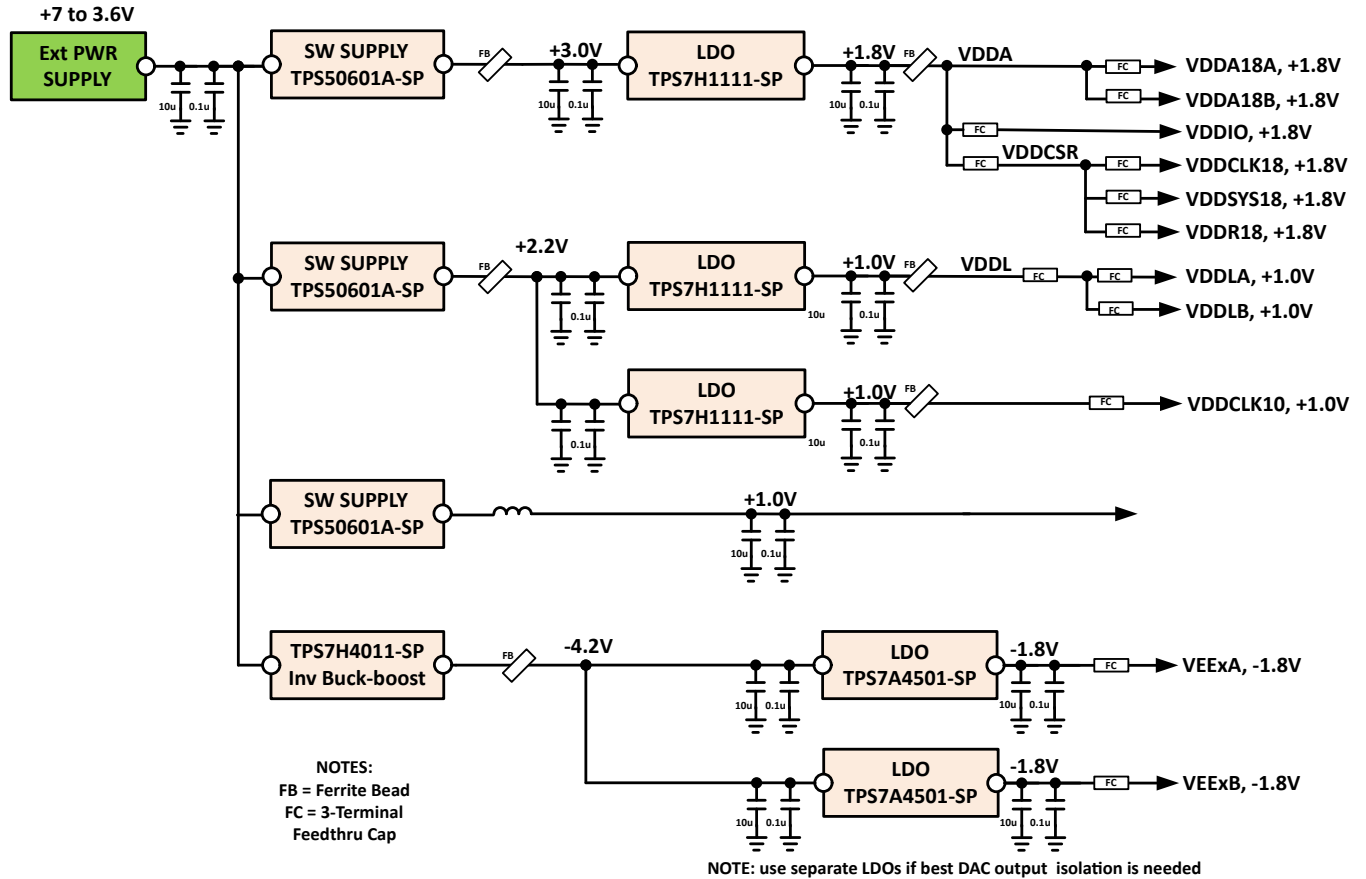 +7 to 3.6V
Ext PWR
SUPPLY
10u
0.1u
SW SUPPLY
TPS50601A-SP
FB
+3.0V
10u
0.1u
LDO
TPS7H1111-SP
+1.8V
10u
0.1u
FB
VDDA
FC
VDDA18A, +1.8V
FC
VDDA18B, +1.8V
FC
VDDIO, +1.8V
FC
VDDCSR
FC
VDDCLK18, +1.8V
FC
VDDSYS18, +1.8V
FC
VDDR18, +1.8V
SW SUPPLY
TPS50601A-SP
FB
+2.2V
0.1u
LDO
TPS7H1111-SP
+1.0V
10u
0.1u
FB
VDDL
FC
FC
VDDLA, +1.0V
FC
VDDLB, +1.0V
0.1u
LDO
TPS7H1111-SP
+1.0V
10u
0.1u
FB
FC
VDDCLK10, +1.0V
SW SUPPLY
TPS50601A-SP
+1.0V
10u
0.1u
TPS7H4011-SP
Inv Buck-boost
FB
-4.2V
10u
0.1u
LDO
TPS7A4501-SP
-1.8V
10u
0.1u
FC
VEExA, -1.8V
10u
0.1u
LDO
TPS7A4501-SP
-1.8V
10u
0.1u
FC
VEExB, -1.8V
NOTES:
FB = Ferrite Bead
FC = 3-Terminal
Feedthru Cap
NOTE: use separate LDOs if best DAC output isolation is needed